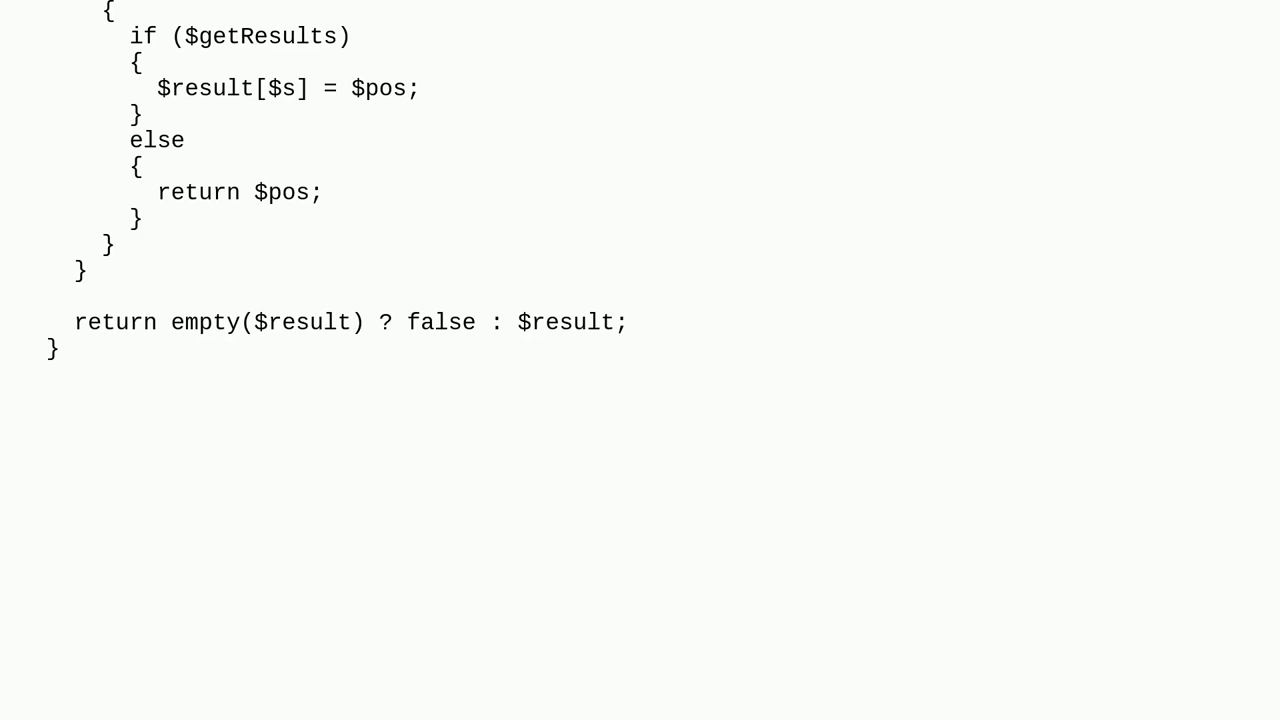 {
if ($getResults)
{
$result[$s] = $pos;
}
else
{
return $pos;
}
}
}
return empty($result) ? false : $result;
}